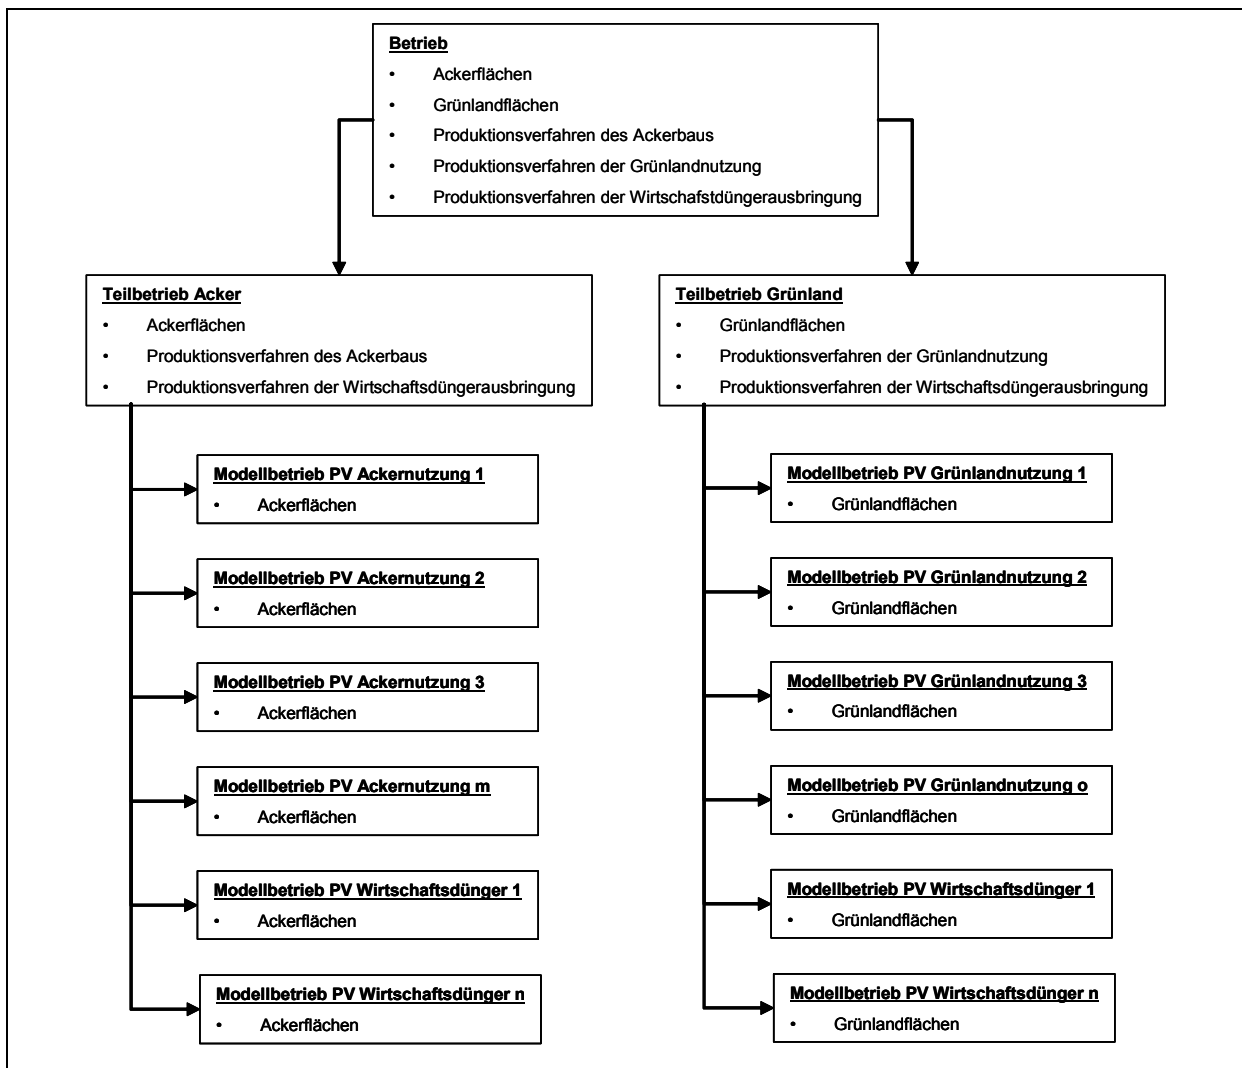 Betrieb
• Ackerflächen
• Grünlandflächen
• Produktionsverfahren des Ackerbaus
• Produktionsverfahren der Grünlandnutzung
• Produktionsverfahren der Wirtschafstdüngerausbringung
Teilbetrieb Acker
• Ackerflächen
• Produktionsverfahren des Ackerbaus
• Produktionsverfahren der Wirtschaftsdüngerausbringung
Modellbetrieb PV Ackernutzung 1
• Ackerflächen
Modellbetrieb PV Ackernutzung 2
• Ackerflächen
Modellbetrieb PV Ackernutzung 3
• Ackerflächen
Modellbetrieb PV Ackernutzung m
• Ackerflächen
Modellbetrieb PV Wirtschaftsdünger 1
• Ackerflächen
Modellbetrieb PV Wirtschaftsdünger n
• Ackerflächen
Teilbetrieb Grünland
• Grünlandflächen
• Produktionsverfahren der Grünlandnutzung
• Produktionsverfahren der Wirtschaftsdüngerausbringung
Modellbetrieb PV Grünlandnutzung 1
• Grünlandflächen
Modellbetrieb PV Grünlandnutzung 2
• Grünlandflächen
Modellbetrieb PV Grünlandnutzung 3
• Grünlandflächen
Modellbetrieb PV Grünlandnutzung o
• Grünlandflächen
Modellbetrieb PV Wirtschaftsdünger 1
• Grünlandflächen
Modellbetrieb PV Wirtschaftsdünger n
• Grünlandflächen